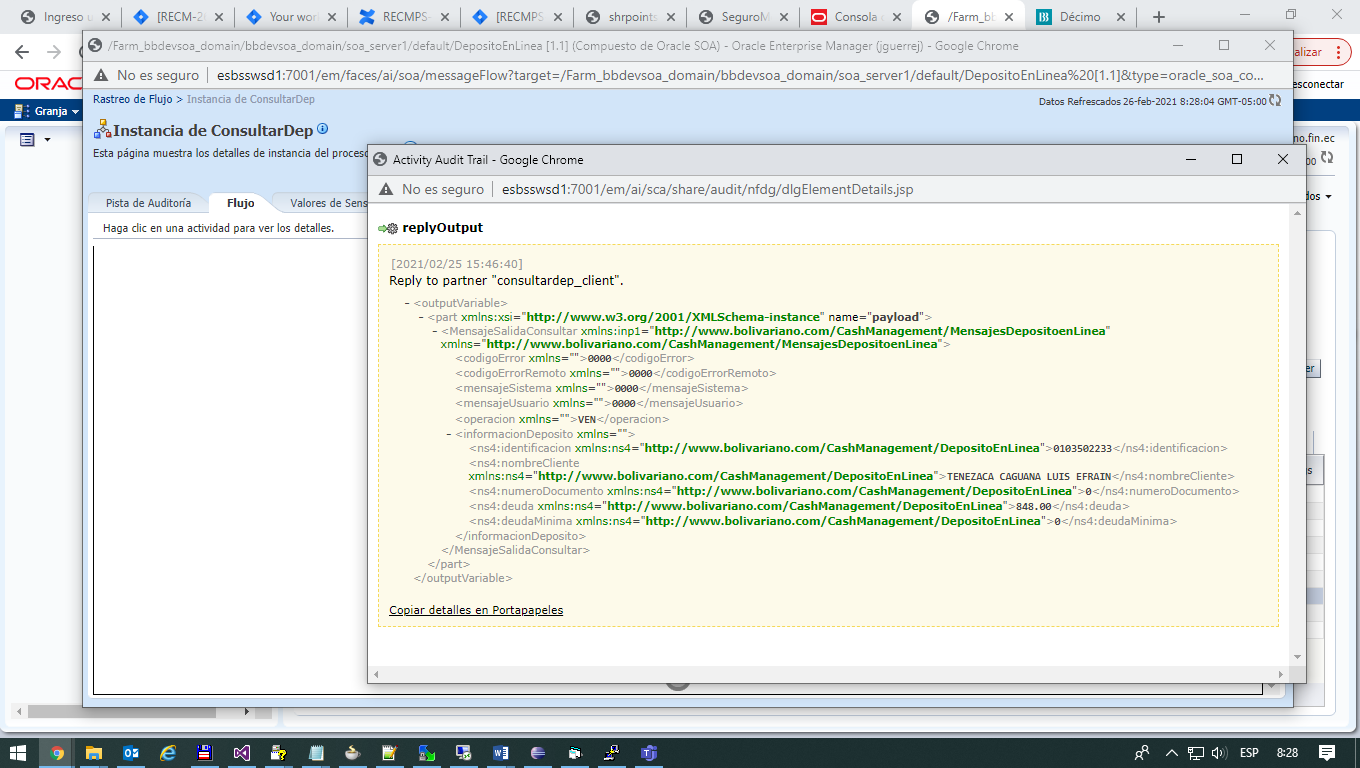 Ingreso u
[RECM-20
Your wor
RECMPS-
[RECMPS
shrpoints
SeguroM
Consola
/Farm_bb
Décimo
/Farm_bbdevsoa_domain/bbdevsoa_domain/soa_server1/default/DepositoEnLinea [1.1] (Compuesto de Oracle SOA) - Oracle Enterprise Manager (jguerrej) - Google Chrome
No es seguro
esbsswsd1:7001/em/faces/ai/soa/messageFlow?target=/Farm_bbdevsoa_domain/bbdevsoa_domain/soa_server1/default/DepositoEnLinea%20[1.1]&type=oracle_soa_co...
alizar
ORAC
esconectar
Granja
Rastreo de Flujo > Instancia de ConsultarDep
Datos Refrescados 26-feb-2021 8:28:04 GMT-05:00
Instancia de ConsultarDep
no.fin.ec
Esta página muestra los detalles de instancia del proceso
Activity Audit Trail - Google Chrome
No es seguro
esbsswsd1:7001/em/ai/sca/share/audit/nfdg/dlgElementDetails.jsp
dos
Pista de Auditoría
Flujo
Valores de Sens
Haga clic en una actividad para ver los detalles.
replyOutput
[2021/02/25 15:46:40]
Reply to partner "consultardep_client".
- <outputVariable>
- <part xmlns:xsi="http://www.w3.org/2001/XMLSchema-instance" name="payload">
- <MensajeSalidaConsultar xmlns:inp1="http://www.bolivariano.com/CashManagement/MensajesDepositoenLinea"
xmlns="http://www.bolivariano.com/CashManagement/MensajesDepositoenLinea">
<codigoError xmlns="">0000</codigoError>
<codigoErrorRemoto xmlns="">0000</codigoErrorRemoto>
<mensajeSistema xmlns="">0000</mensajeSistema>
<mensajeUsuario xmlns="">0000</mensajeUsuario>
<operacion xmlns="">VEN</operacion>
- <informacionDeposito xmlns="">
<ns4:identificacion xmlns:ns4="http://www.bolivariano.com/CashManagement/DepositoEnLinea">0103502233</ns4:identificacion>
<ns4:nombreCliente
xmlns:ns4="http://www.bolivariano.com/CashManagement/DepositoEnLinea">TENEZACA CAGUANA LUIS EFRAIN</ns4:nombreCliente>
<ns4:numeroDocumento xmlns:ns4="http://www.bolivariano.com/CashManagement/DepositoEnLinea">0</ns4:numeroDocumento>
<ns4:deuda xmlns:ns4="http://www.bolivariano.com/CashManagement/DepositoEnLinea">848.00</ns4:deuda>
<ns4:deudaMinima xmlns:ns4="http://www.bolivariano.com/CashManagement/DepositoEnLinea">0</ns4:deudaMinima>
</informacionDeposito>
</MensajeSalidaConsultar>
</part>
</outputVariable>
Copiar detalles en Portapapeles
er
s
ESP
8:28